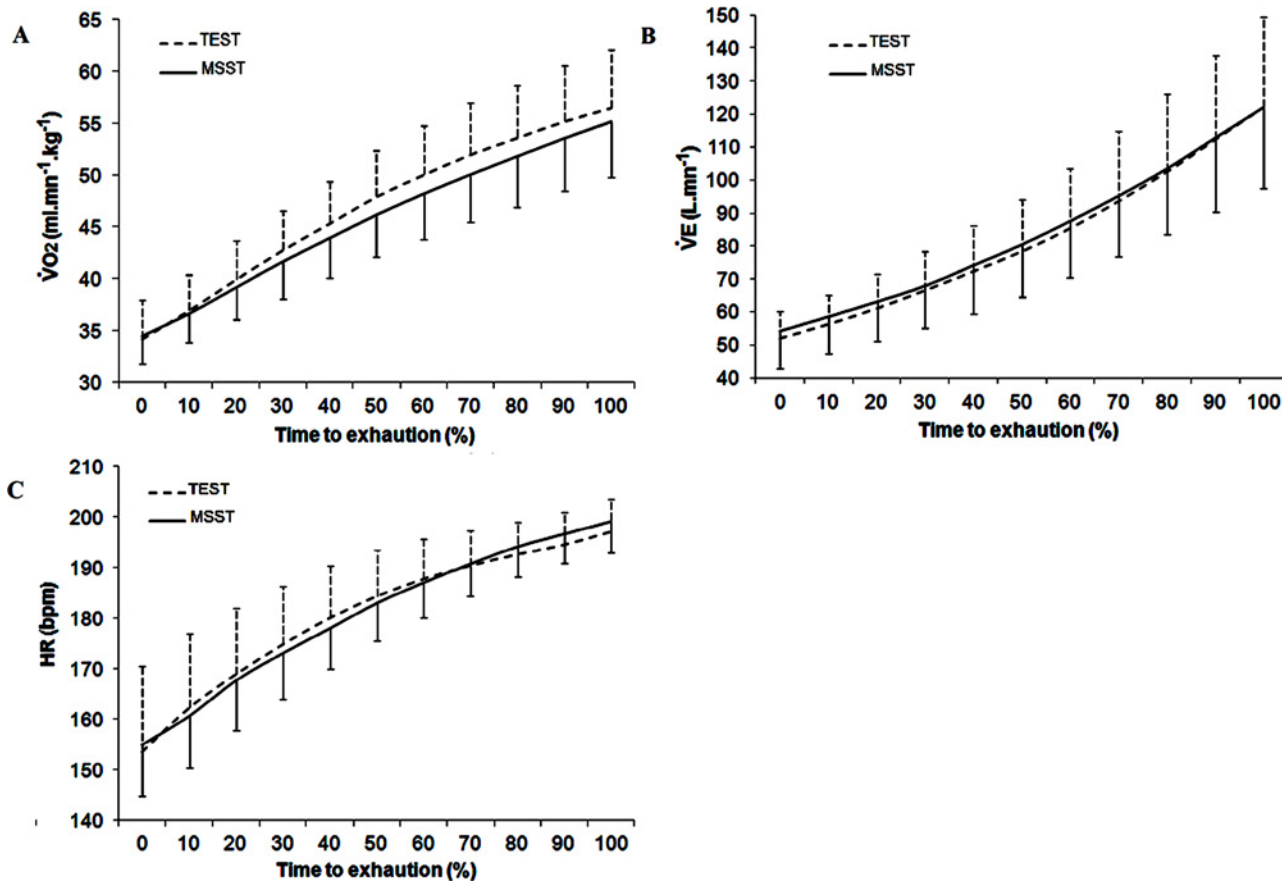 A
TEST
MSST
65
60
55
50
45
40
35
30
V̇O2 (ml.mn-1.kg-1)
0 10 20 30 40 50 60 70 80 90 100
Time to exhaution (%)
B
TEST
MSST
150
140
130
120
110
100
90
80
70
60
50
40
V̇E (L.mn-1)
0 10 20 30 40 50 60 70 80 90 100
Time to exhaution (%)
C
TEST
MSST
210
200
190
180
170
160
150
140
HR (bpm)
0 10 20 30 40 50 60 70 80 90 100
Time to exhaution (%)